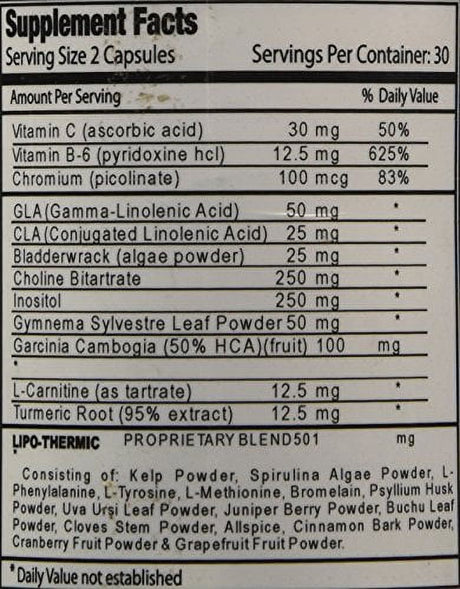 Supplement Facts
Serving Size 2 Capsules Servings Per Container: 30
Amount Per Serving % Daily Value
Vitamin C (ascorbic acid) 30 mg 50%
Vitamin B-6 (pyridoxine hcl) 12.5 mg 625%
Chromium (picolinate) 100 mcg 83%
GLA (Gamma-Linolenic Acid) 50 mg *
CLA (Conjugated Linolenic Acid) 25 mg *
Bladderwrack (algae powder) 25 mg *
Choline Bitartrate 250 mg *
Inositol 250 mg *
Gymnema Sylvestre Leaf Powder 50 mg *
Garcinia Cambogia (50% HCA)(fruit) 100 mg
*
L-Carnitine (as tartrate) 12.5 mg *
Turmeric Root (95% extract) 12.5 mg *
LIPO-THERMIC PROPRIETARY BLEND 501 mg
Consisting of: Kelp Powder, Spirulina Algae Powder, L-
Phenylalanine, L-Tyrosine, L-Methionine, Bromelain, Psyllium Husk
Powder, Uva Ursi Leaf Powder, Juniper Berry Powder, Buchu Leaf
Powder, Cloves Stem Powder, Allspice, Cinnamon Bark Powder,
Cranberry Fruit Powder & Grapefruit Fruit Powder.
* Daily Value not established